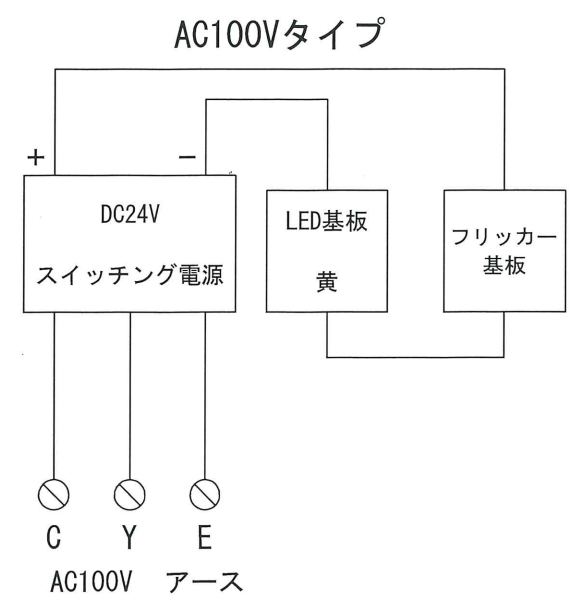 AC100Vタイプ
+ −
DC24V
スイッチング電源
LED基板
黄
フリッカー
基板
C Y E
AC100V アース